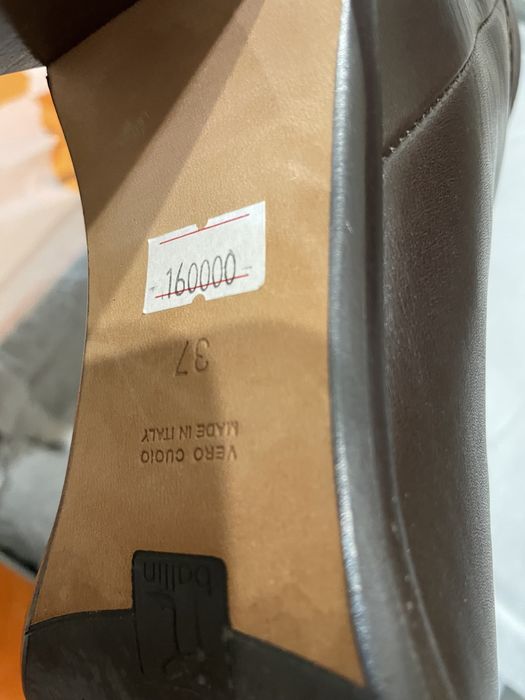 -160000-
37
VERO CUOIO
MADE IN ITALY
ballin